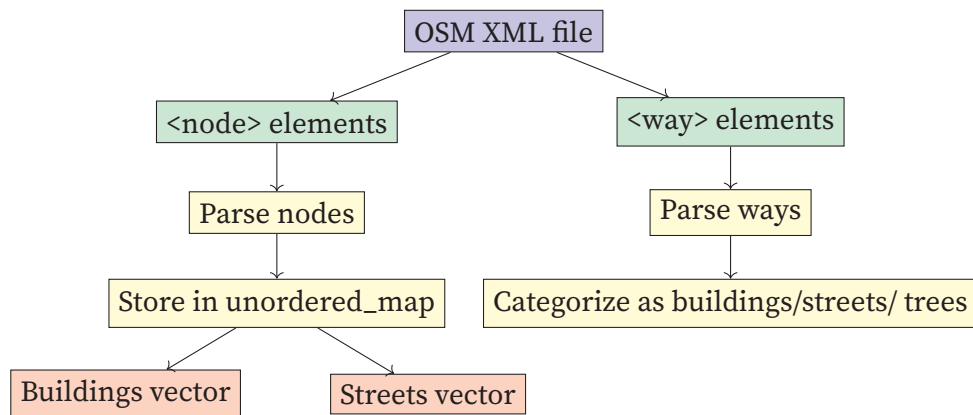 OSM XML file
<node> elements
<way> elements
Parse nodes
Parse ways
Store in unordered_map
Categorize as buildings/streets/ trees
Buildings vector
Streets vector